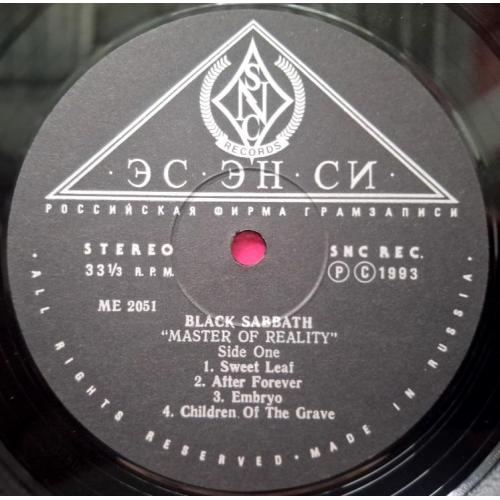 SNC
RECORDS
· ЭС · ЭН · СИ ·
РОССИЙСКАЯ ФИРМА ГРАМЗАПИСИ
STEREO
33⅓ R.P.M.
SNC REC.
Ⓟ Ⓒ 1993
ME 2051
BLACK SABBATH
"MASTER OF REALITY"
Side One
1. Sweet Leaf
2. After Forever
3. Embryo
4. Children Of The Grave
· ALL RIGHTS RESERVED · MADE IN RUSSIA ·